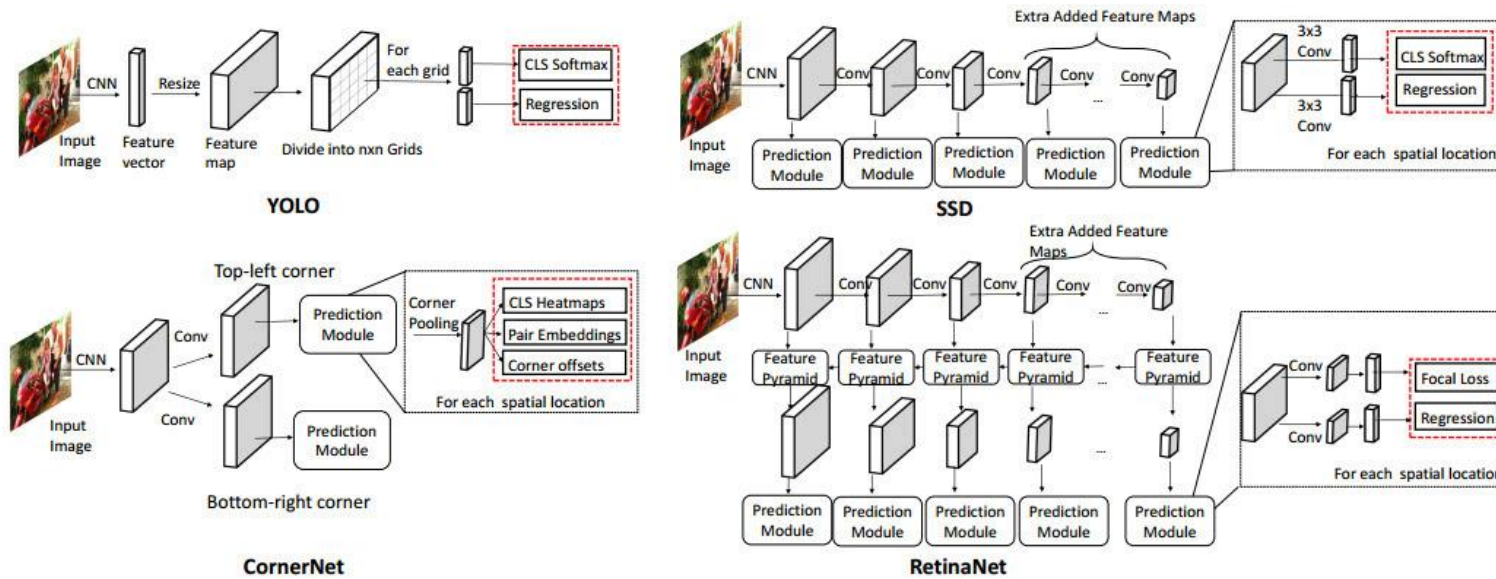 CNN
Resize
For
each grid
CLS Softmax
Regression
Input
Image
Feature
vector
Feature
map
Divide into nxn Grids
YOLO
Extra Added Feature Maps
CNN
Conv
Conv
Conv
Conv
Conv
...
Input
Image
Prediction
Module
Prediction
Module
Prediction
Module
Prediction
Module
Prediction
Module
3x3
Conv
CLS Softmax
Regression
3x3
Conv
For each spatial location
SSD
Top-left corner
CNN
Conv
Conv
Input
Image
Prediction
Module
Prediction
Module
Corner
Pooling
CLS Heatmaps
Pair Embeddings
Corner offsets
For each spatial location
Bottom-right corner
CornerNet
Extra Added Feature
Maps
CNN
Conv
Conv
Conv
Conv
Conv
...
Input
Image
Feature
Pyramid
Feature
Pyramid
Feature
Pyramid
Feature
Pyramid
...
Feature
Pyramid
...
Prediction
Module
Prediction
Module
Prediction
Module
Prediction
Module
Prediction
Module
Conv
Focal Loss
Regression
Conv
For each spatial location
RetinaNet